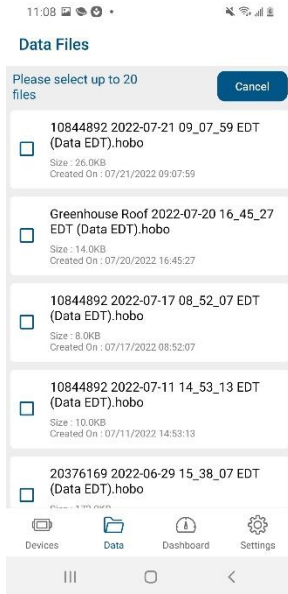 11:08
Data Files
Please select up to 20
files
Cancel
10844892 2022-07-21 09_07_59 EDT
(Data EDT).hobo
Size : 26.0KB
Created On : 07/21/2022 09:07:59
Greenhouse Roof 2022-07-20 16_45_27
EDT (Data EDT).hobo
Size : 14.0KB
Created On : 07/20/2022 16:45:27
10844892 2022-07-17 08_52_07 EDT
(Data EDT).hobo
Size : 8.0KB
Created On : 07/17/2022 08:52:07
10844892 2022-07-11 14_53_13 EDT
(Data EDT).hobo
Size : 10.0KB
Created On : 07/11/2022 14:53:13
20376169 2022-06-29 15_38_07 EDT
(Data EDT).hobo
Devices
Data
Dashboard
Settings